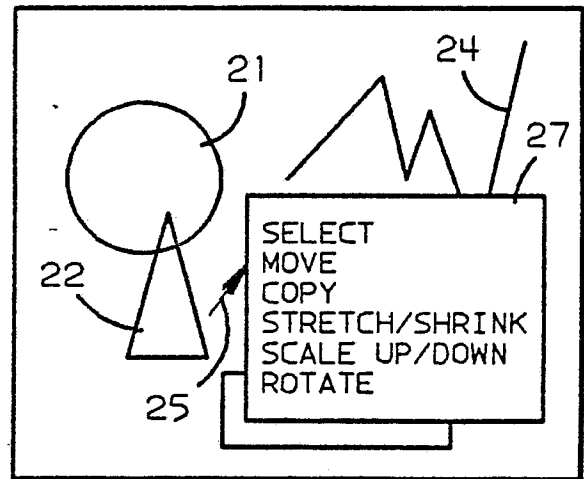 21
24
27
SELECT
MOVE
COPY
STRETCH/SHRINK
SCALE UP/DOWN
ROTATE
22
25